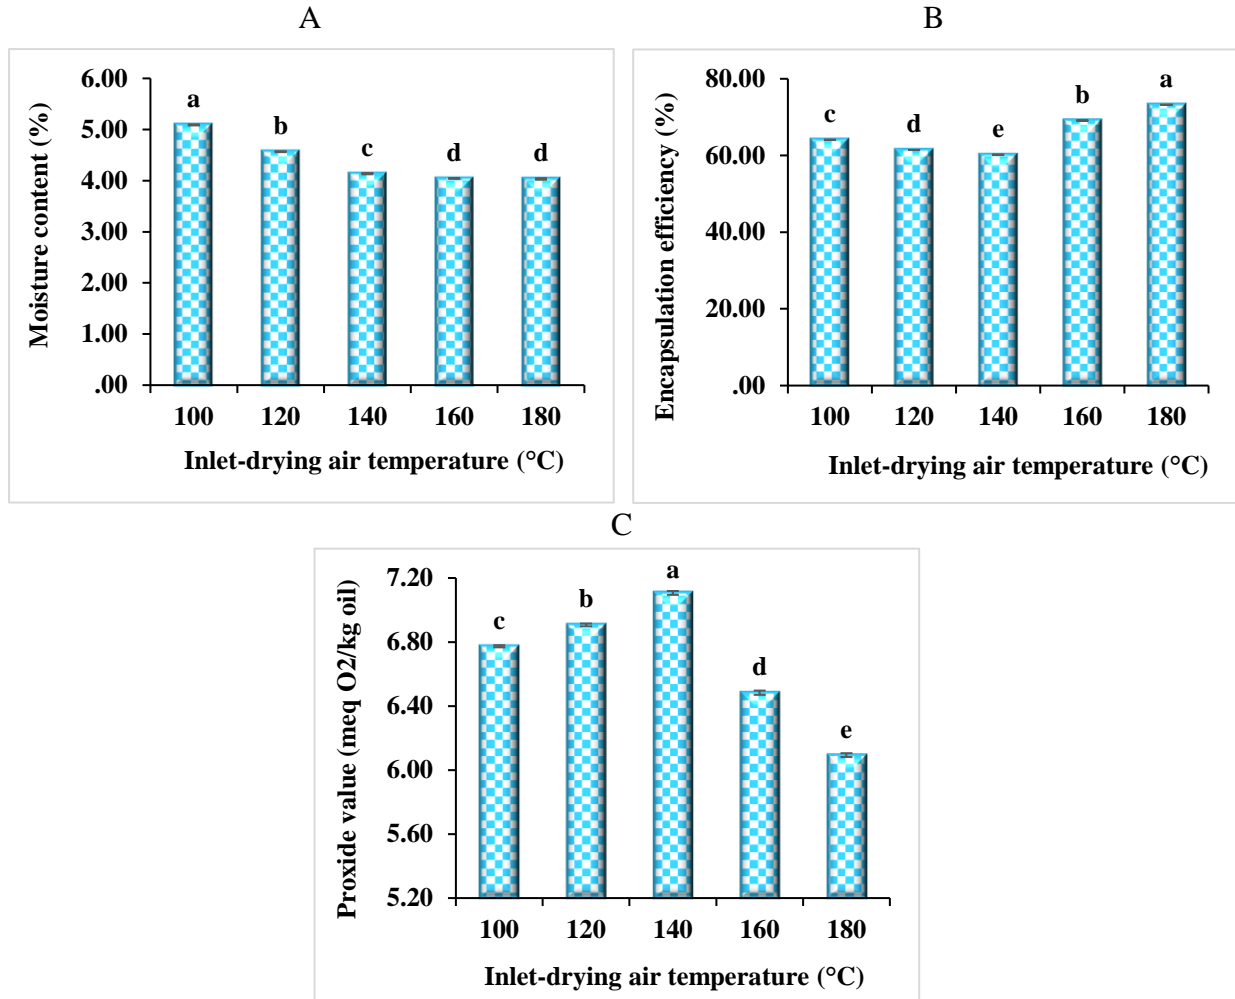 A
B
6.00
5.00
4.00
3.00
2.00
1.00
.00
Moisture content (%)
a
b
c
d
d
100 120 140 160 180
Inlet-drying air temperature (°C)
80.00
60.00
40.00
20.00
.00
Encapsulation efficiency (%)
c
d
e
b
a
100 120 140 160 180
Inlet-drying air temperature (°C)
C
7.20
6.80
6.40
6.00
5.60
5.20
Proxide value (meq O2/kg oil)
c
b
a
d
e
100 120 140 160 180
Inlet-drying air temperature (°C)